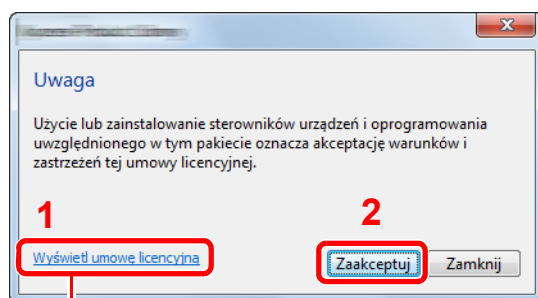 Uwaga
Użycie lub zainstalowanie sterowników urządzeń i oprogramowania
uwzględnionego w tym pakiecie oznacza akceptację warunków i
zastrzeżeń tej umowy licencyjnej.
1
2
Wyświetl umowę licencyjną
Zaakceptuj
Zamknij